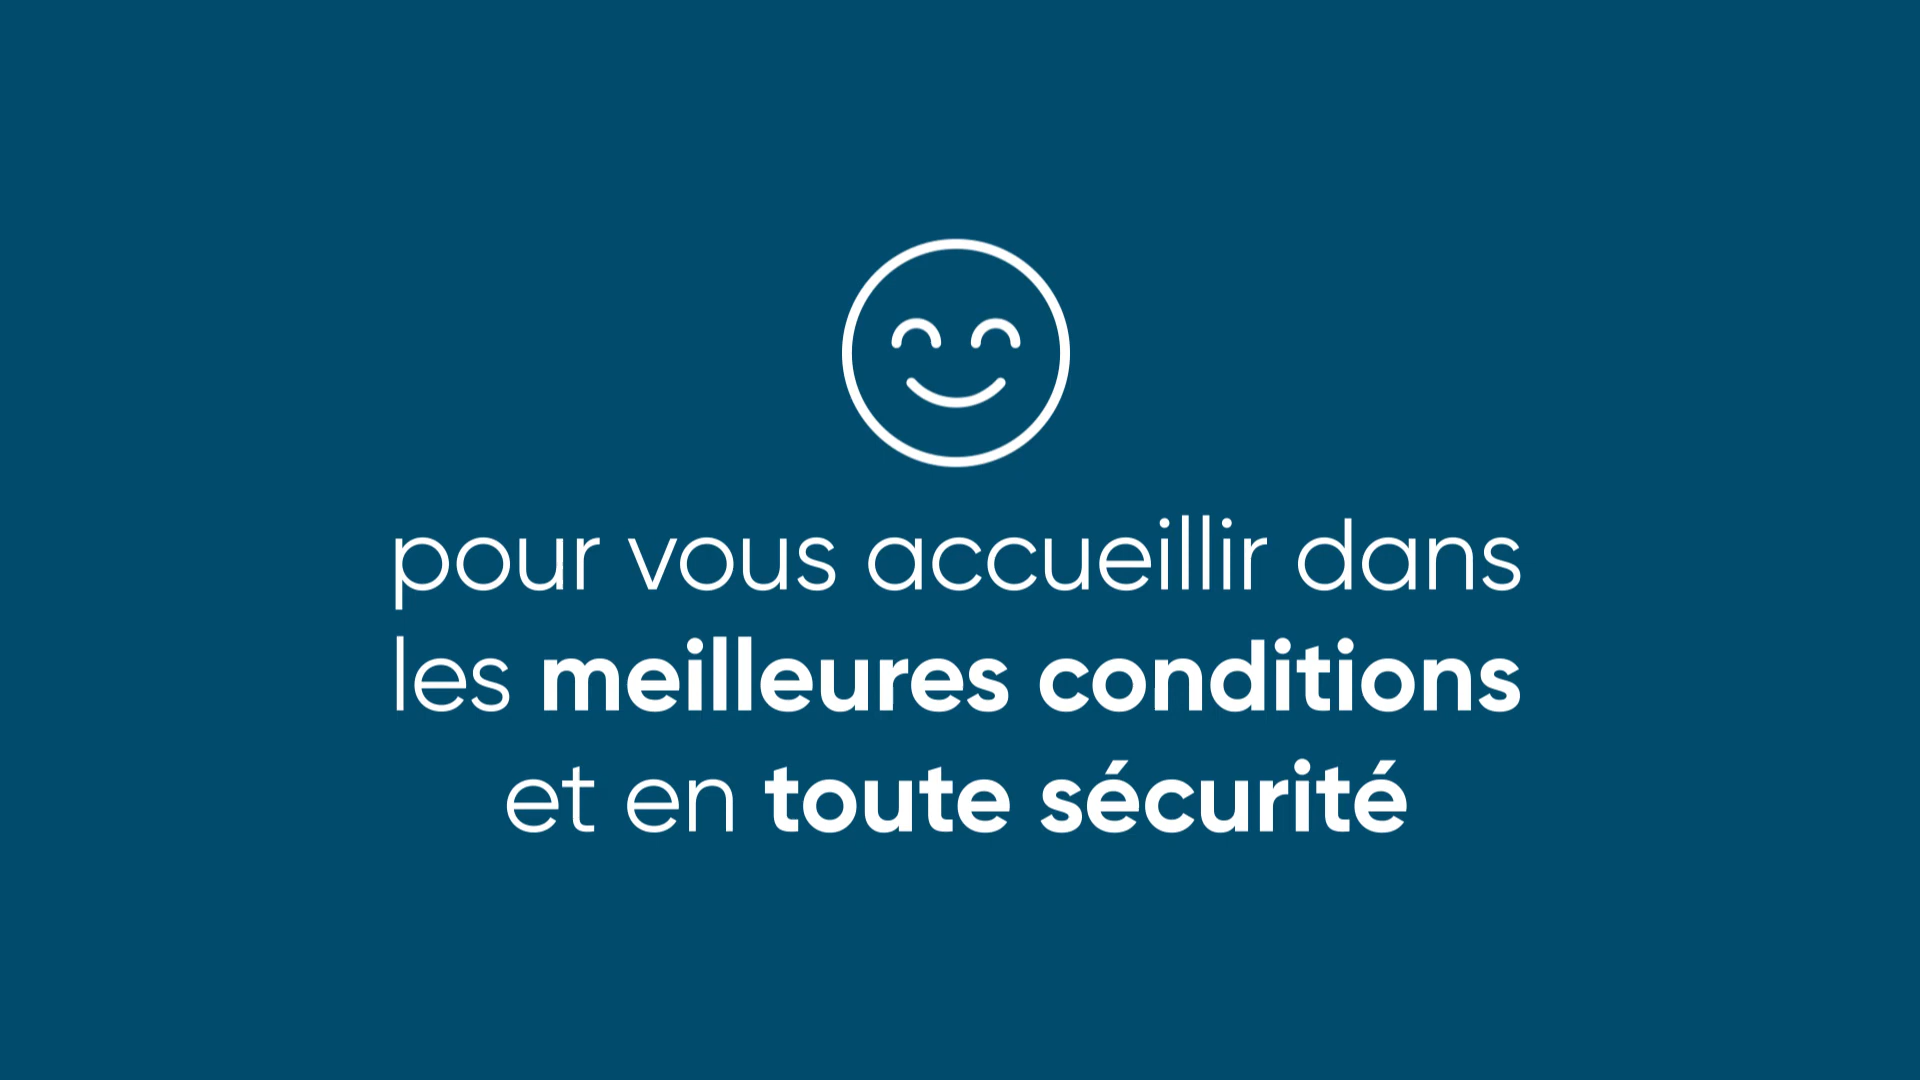 pour vous accueillir dans
les meilleures conditions
et en toute sécurité